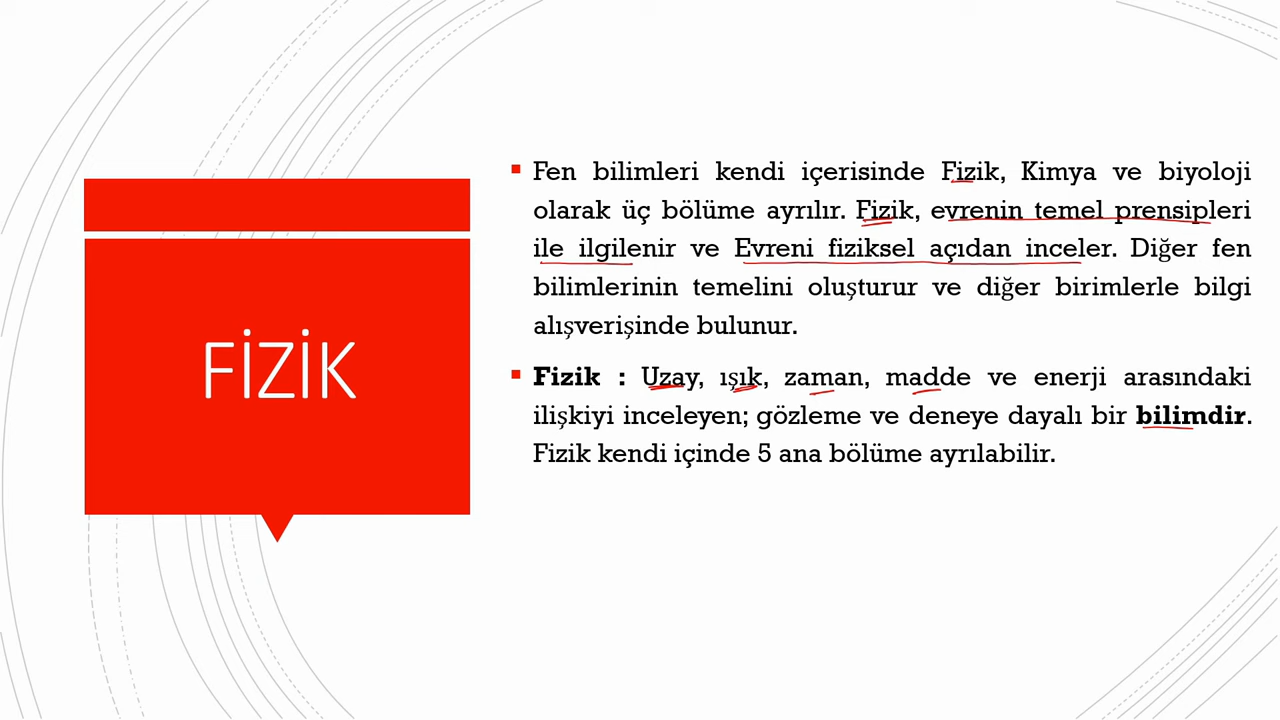 FİZİK
Fen bilimleri kendi içerisinde Fizik, Kimya ve biyoloji
olarak üç bölüme ayrılır. Fizik, evrenin temel prensipleri
ile ilgilenir ve Evreni fiziksel açıdan inceler. Diğer fen
bilimlerinin temelini oluşturur ve diğer birimlerle bilgi
alışverişinde bulunur.
Fizik : Uzay, ışık, zaman, madde ve enerji arasındaki
ilişkiyi inceleyen; gözleme ve deneye dayalı bir bilimdir.
Fizik kendi içinde 5 ana bölüme ayrılabilir.